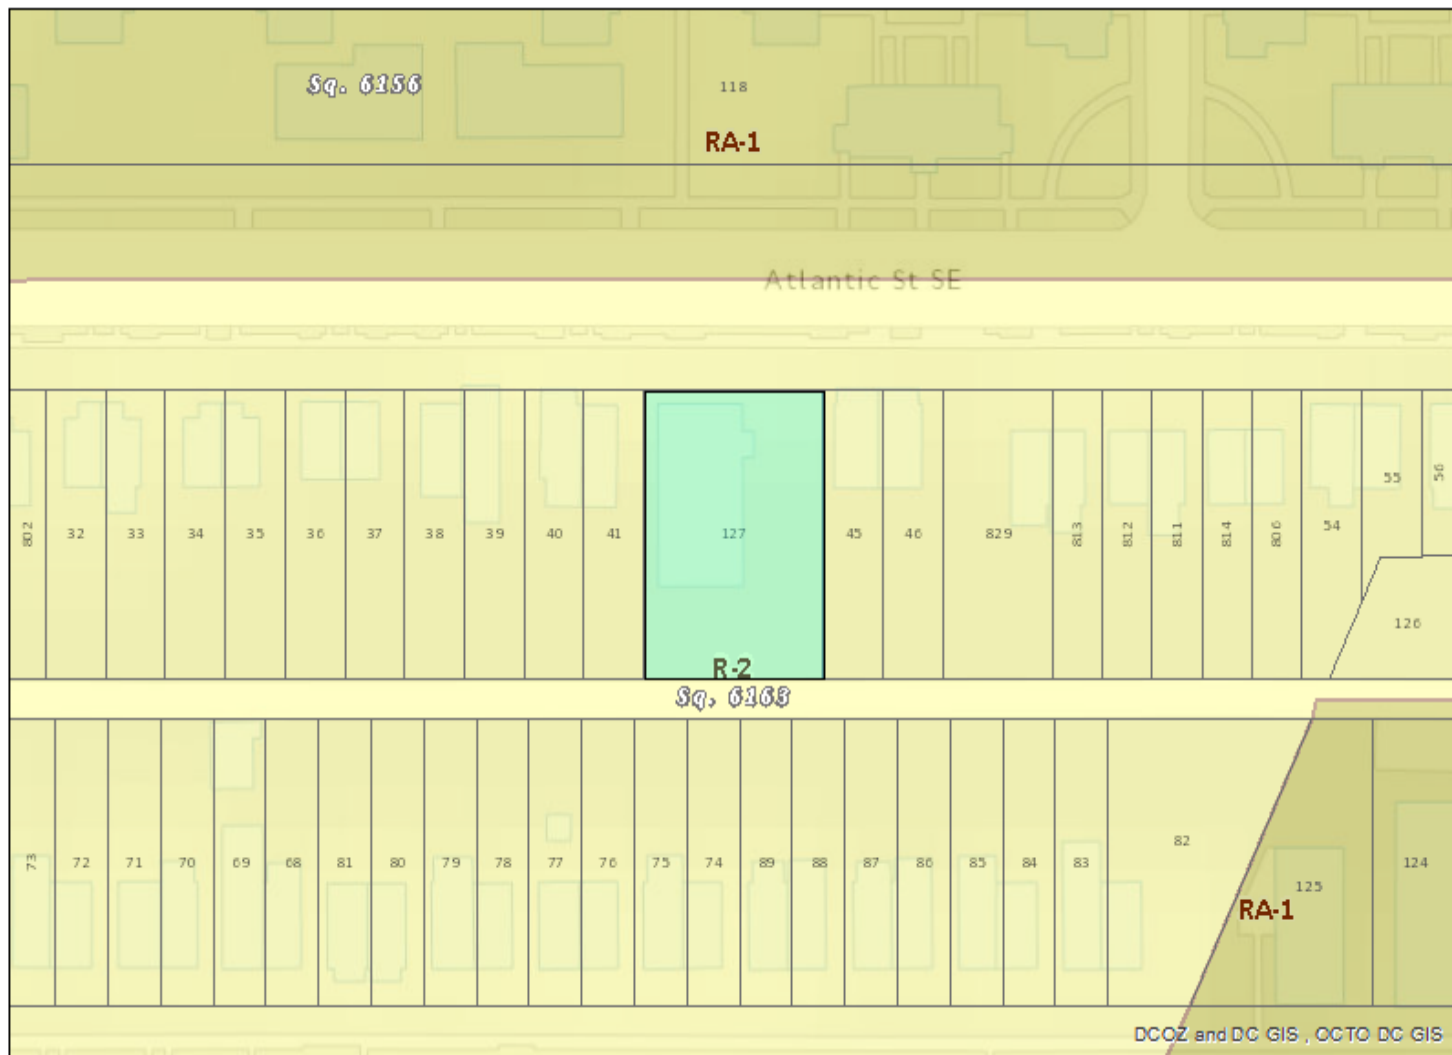 Sq. 6156
118
RA-1
Atlantic St SE
802 32 33 34 35 36 37 38 39 40 41 127 45 46 829 813 812 811 814 806 54 55 56
126
R-2
Sq. 6163
73 72 71 70 69 68 81 80 79 78 77 76 75 74 89 88 87 86 85 84 83 82 125 124
RA-1
DCOZ and DC GIS , OCTO DC GIS